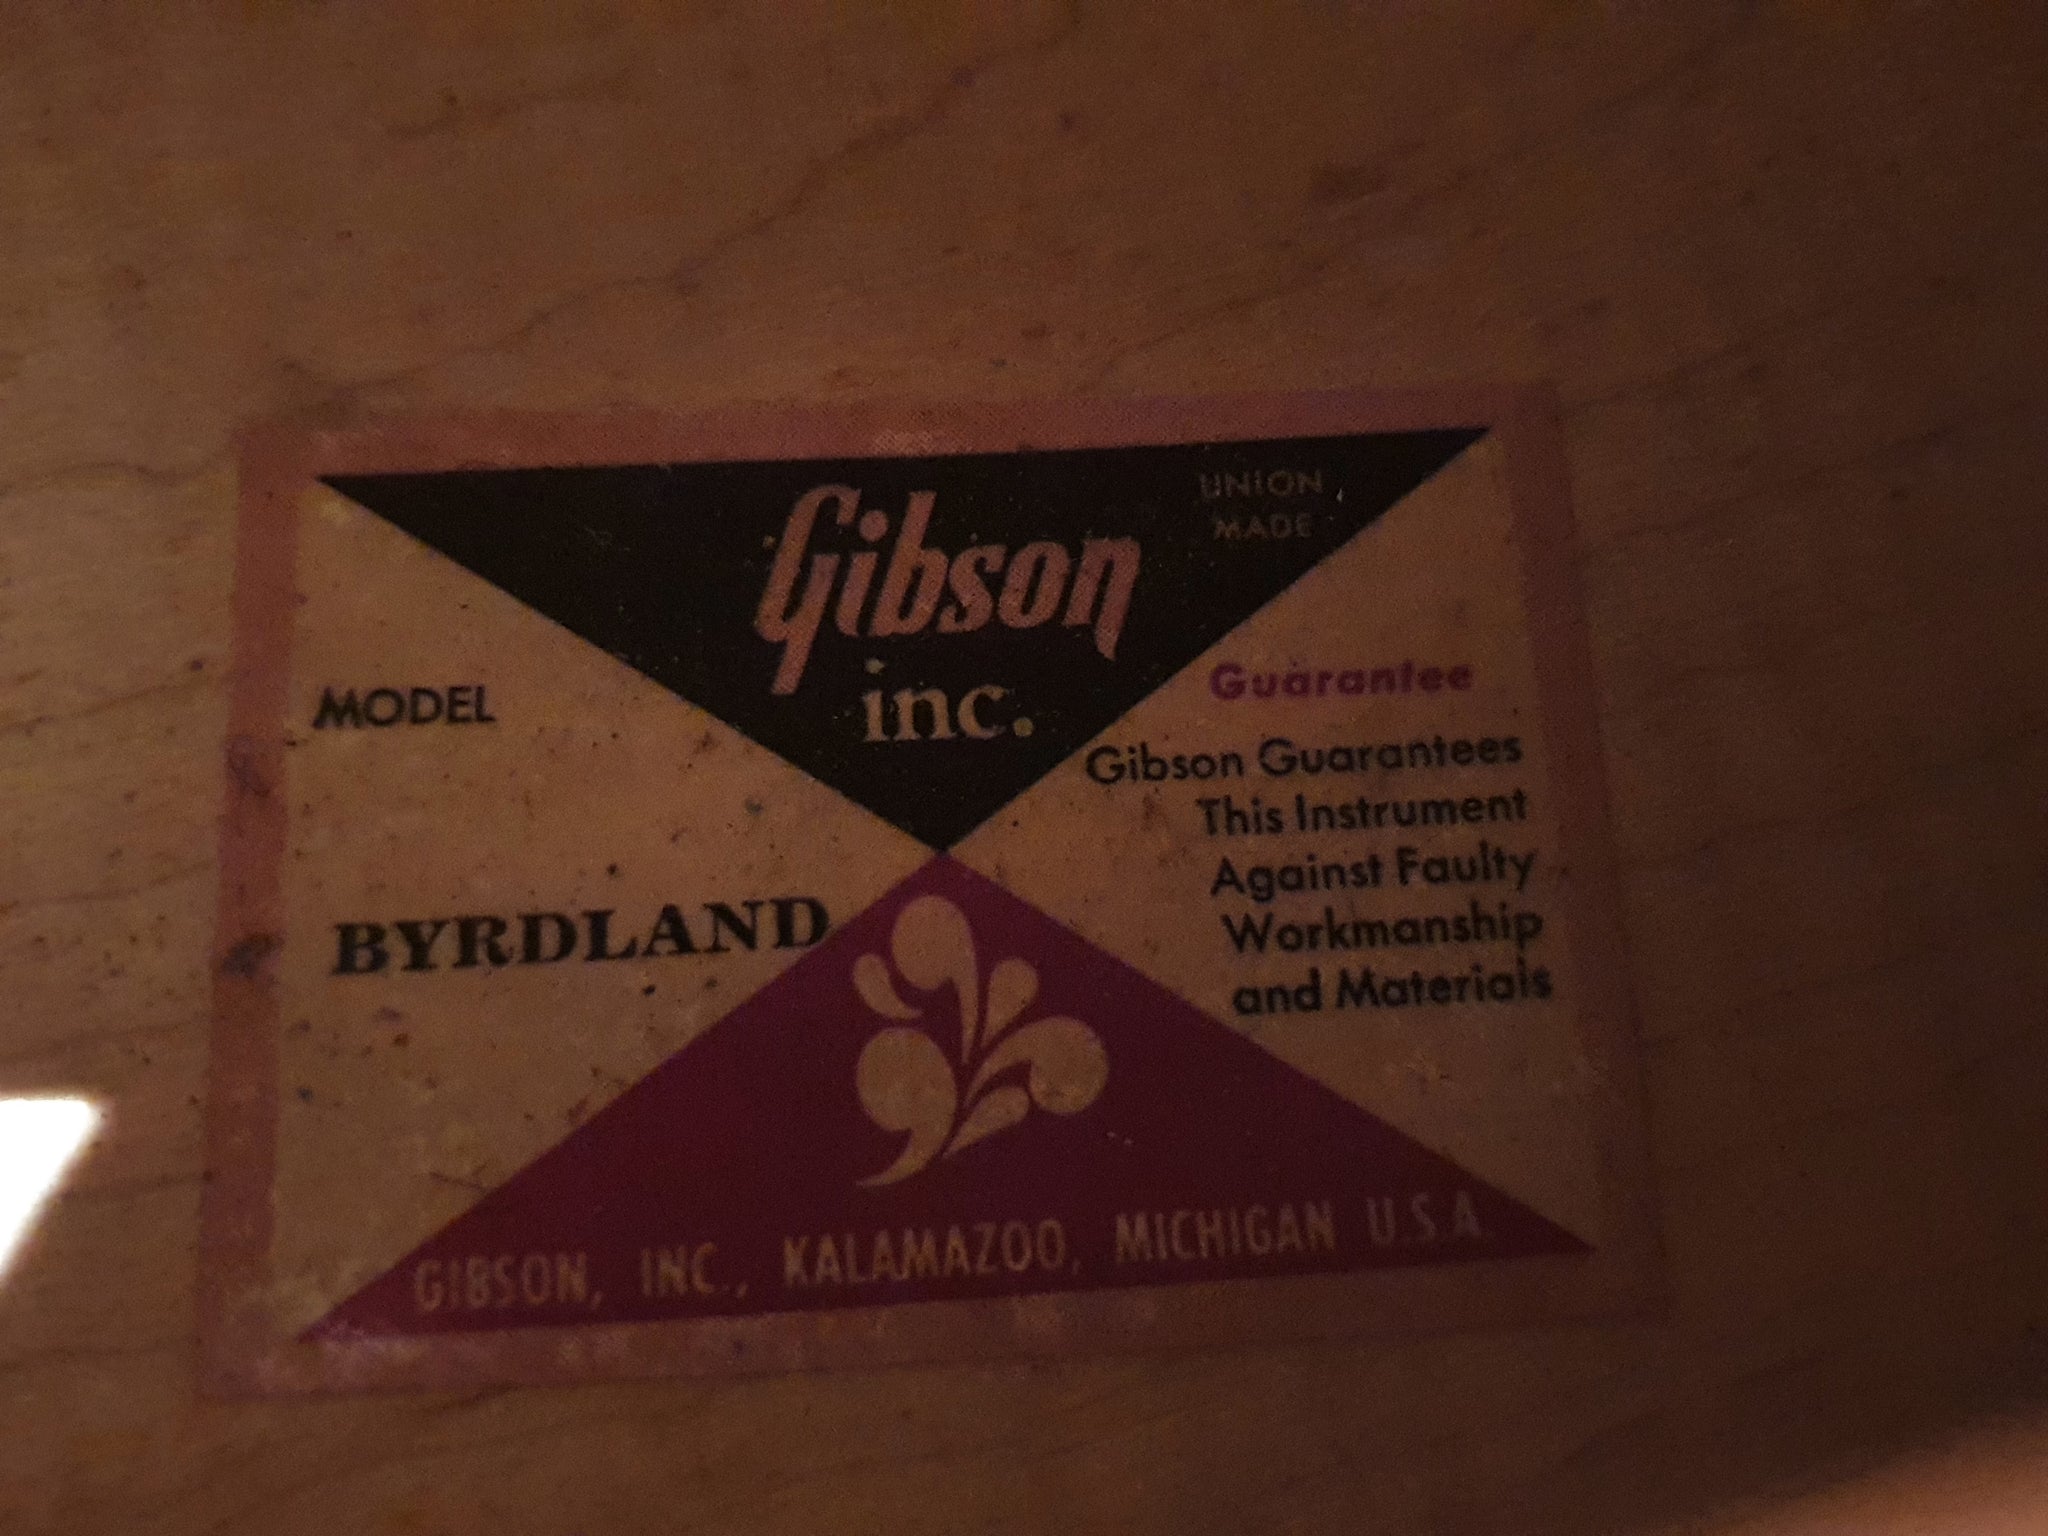 Gibson
inc.
UNION
MADE
MODEL
BYRDLAND
Guarantee
Gibson Guarantees
This Instrument
Against Faulty
Workmanship
and Materials
GIBSON, INC., KALAMAZOO, MICHIGAN U.S.A.